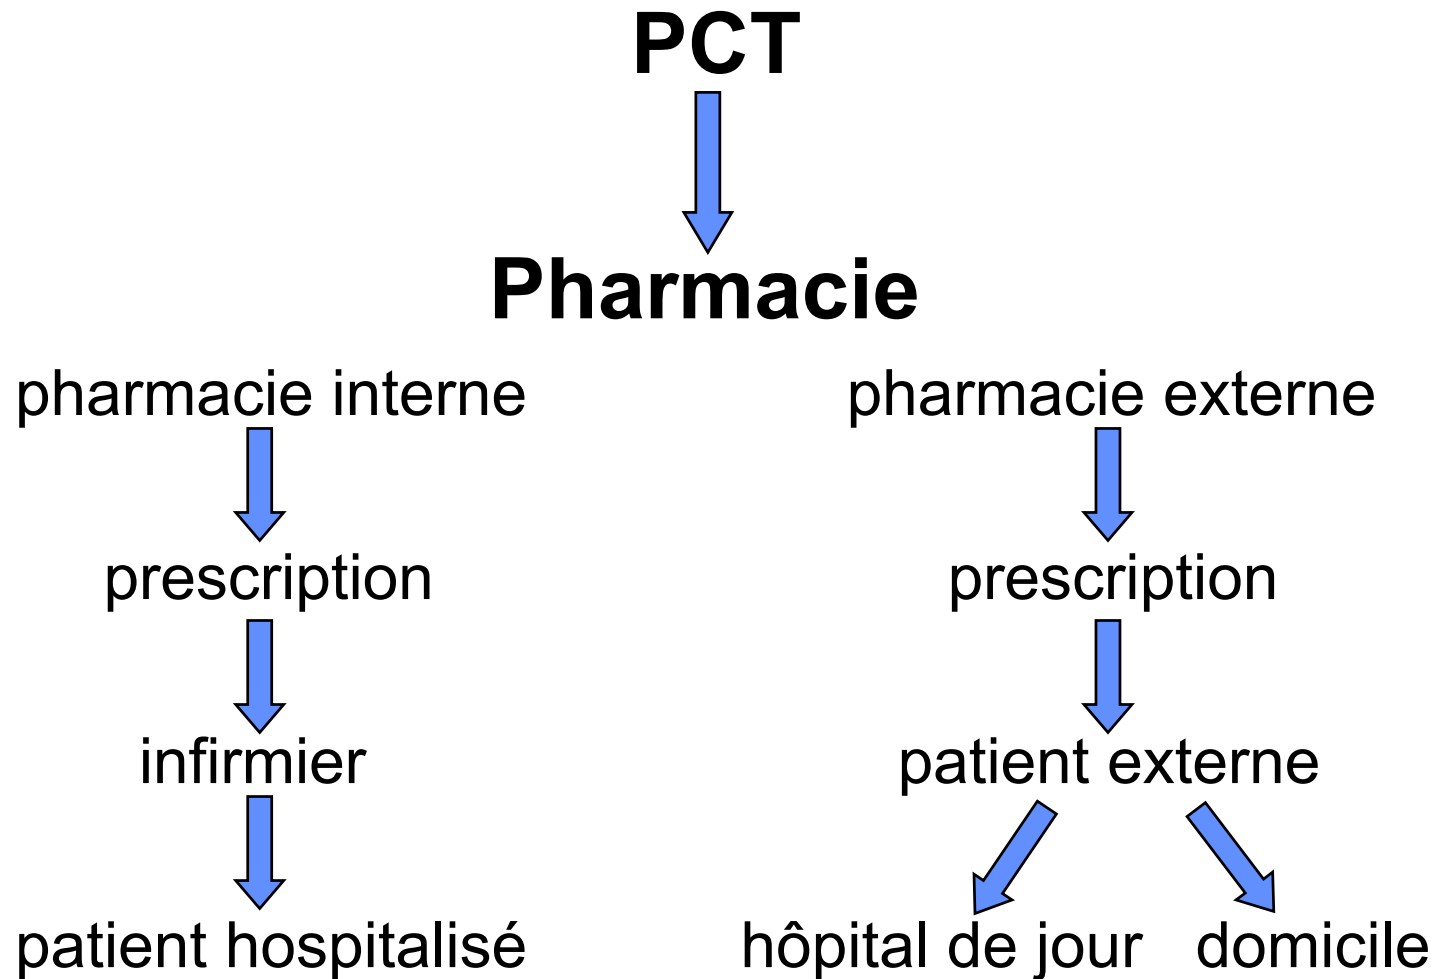 PCT
Pharmacie
pharmacie interne
pharmacie externe
prescription
prescription
infirmier
patient externe
patient hospitalisé
hôpital de jour
domicile